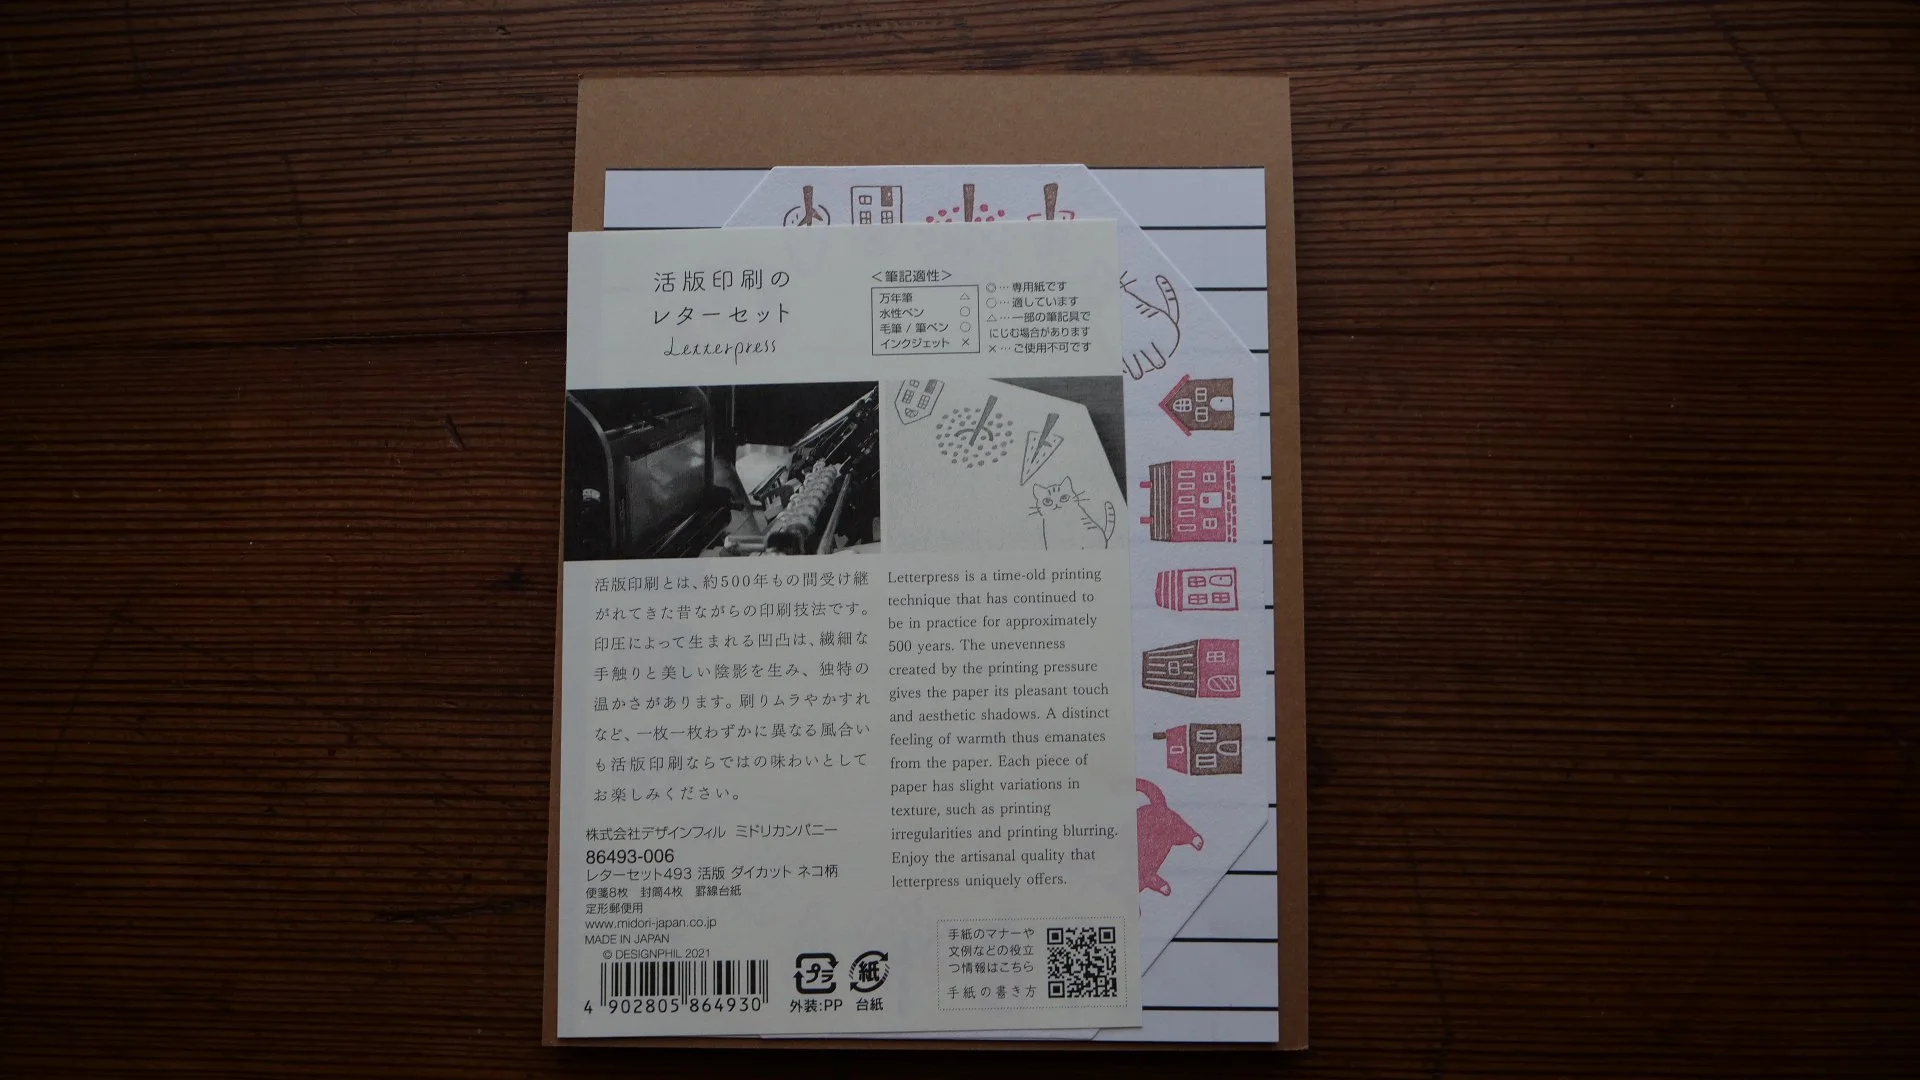 活版印刷の
レターセット
Letterpress
＜筆記適性＞
万年筆 △
水性ペン ○
毛筆 / 筆ペン ○
インクジェット ×
◎…専用紙です
○…適しています
△…一部の筆記具で
にじむ場合があります
×…ご使用不可です
活版印刷とは、約500年もの間受け継
がれてきた昔ながらの印刷技法です。
印圧によって生まれる凹凸は、繊細な
手触りと美しい陰影を生み、独特の
温かさがあります。刷りムラやかすれ
など、一枚一枚わずかに異なる風合い
も活版印刷ならではの味わいとして
お楽しみください。
Letterpress is a time-old printing
technique that has continued to
be in practice for approximately
500 years. The unevenness
created by the printing pressure
gives the paper its pleasant touch
and aesthetic shadows. A distinct
feeling of warmth thus emanates
from the paper. Each piece of
paper has slight variations in
texture, such as printing
irregularities and printing blurring.
Enjoy the artisanal quality that
letterpress uniquely offers.
株式会社デザインフィル ミドリカンパニー
86493-006
レターセット493 活版 ダイカット ネコ柄
便箋8枚 封筒4枚 罫線台紙
定形郵便用
www.midori-japan.co.jp
MADE IN JAPAN
© DESIGNPHIL 2021
4 902805 864930
プラ
外装:PP
紙
台紙
手紙のマナーや
文例などの役立
つ情報はこちら
手紙の書き方